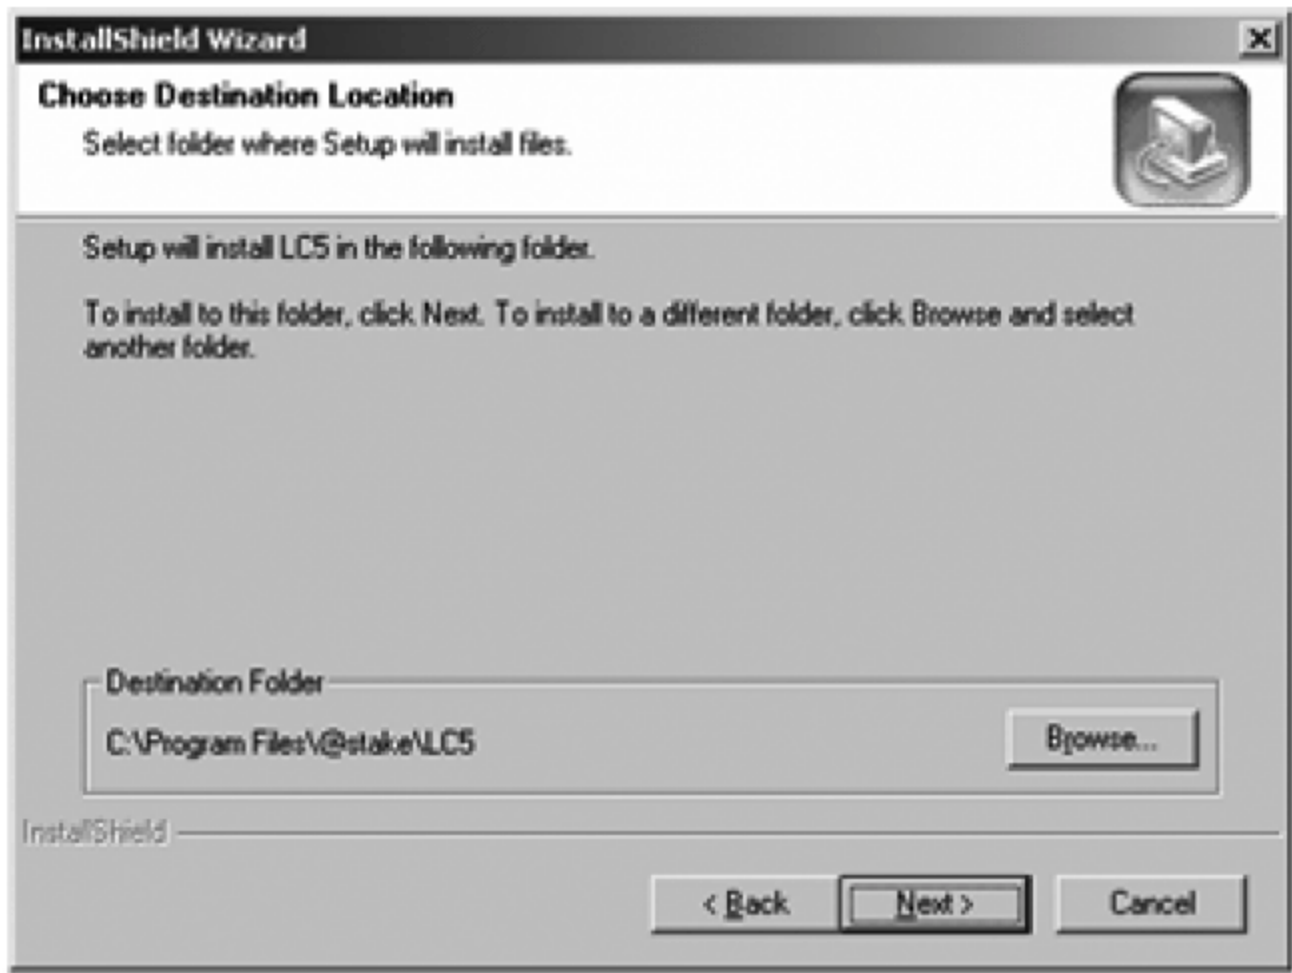 InstallShield Wizard
Choose Destination Location
Select folder where Setup will install files.
Setup will install LC5 in the following folder.
To install to this folder, click Next. To install to a different folder, click Browse and select
another folder.
Destination Folder
C:\Program Files\@stake\LC5
Browse...
InstallShield
< Back
Next >
Cancel